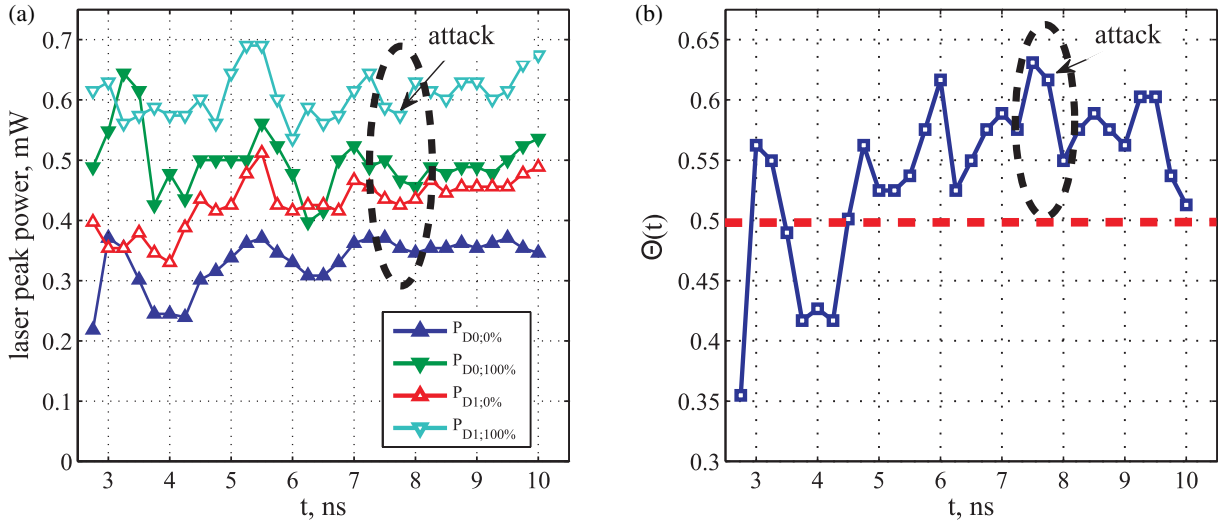 (a)
laser peak power, mW
0.7
0.6
0.5
0.4
0.3
0.2
0.1
0
attack
P_D0;0%
P_D0;100%
P_D1;0%
P_D1;100%
3 4 5 6 7 8 9 10
t, ns
(b)
Θ(t)
0.65
0.6
0.55
0.5
0.45
0.4
0.35
0.3
attack
3 4 5 6 7 8 9 10
t, ns